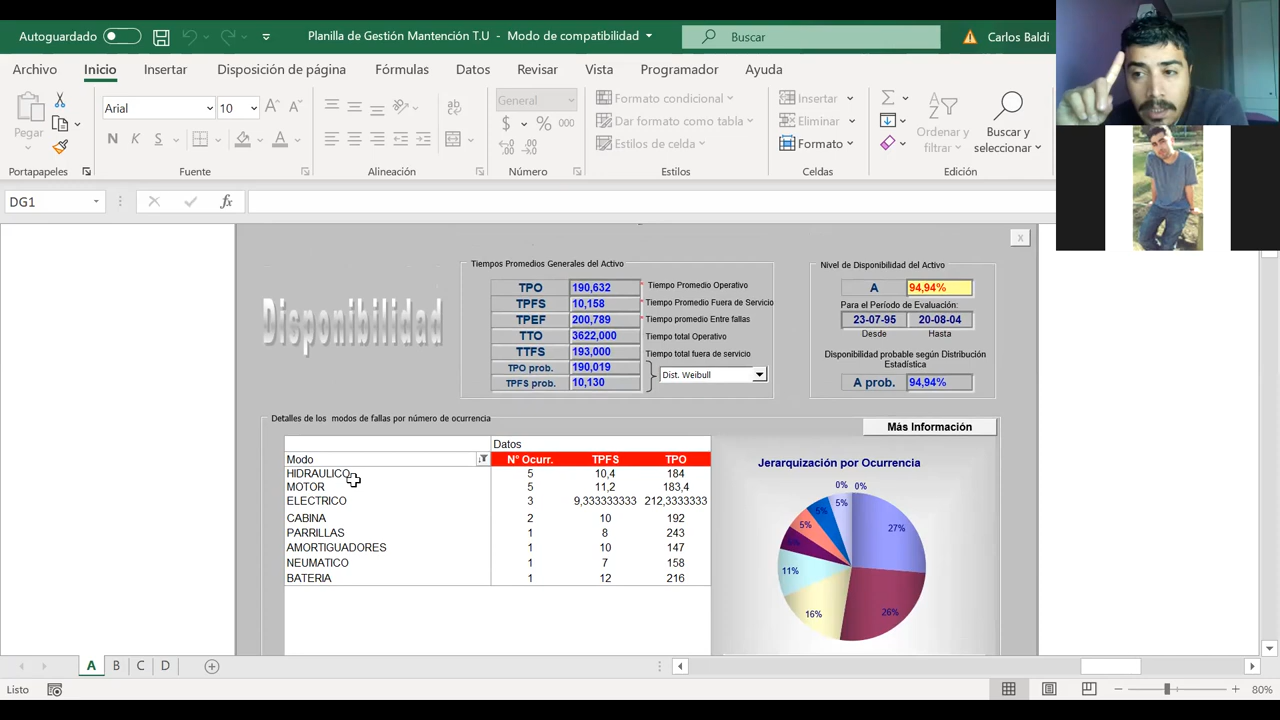 Autoguardado
Planilla de Gestión Mantención T.U - Modo de compatibilidad
Buscar
Carlos Baldi
Archivo Inicio Insertar Disposición de página Fórmulas Datos Revisar Vista Programador Ayuda
Pegar
Arial 10
N K S
General
$ % 000
Formato condicional
Dar formato como tabla
Estilos de celda
Insertar
Eliminar
Formato
Ordenar y filtrar
Buscar y seleccionar
Portapapeles Fuente Alineación Número Estilos Celdas Edición
DG1
fx
X
Disponibilidad
Tiempos Promedios Generales del Activo
TPO 190,632 * Tiempo Promedio Operativo
TPFS 10,158 * Tiempo Promedio Fuera de Servicio
TPEF 200,789 * Tiempo promedio Entre fallas
TTO 3622,000 Tiempo total Operativo
TTFS 193,000 Tiempo total fuera de servicio
TPO prob. 190,019
TPFS prob. 10,130
Dist. Weibull
Nivel de Disponibilidad del Activo
A 94,94%
Para el Período de Evaluación:
23-07-95 20-08-04
Desde Hasta
Disponibilidad probable según Distribución
Estadística
A prob. 94,94%
Detalles de los modos de fallas por número de ocurrencia
Más Información
Datos
Modo N° Ocurr. TPFS TPO
HIDRAULICO 5 10,4 184
MOTOR 5 11,2 183,4
ELECTRICO 3 9,333333333 212,3333333
CABINA 2 10 192
PARRILLAS 1 8 243
AMORTIGUADORES 1 10 147
NEUMATICO 1 7 158
BATERIA 1 12 216
Jerarquización por Ocurrencia
0% 0%
5%
5%
5%
27%
11%
16%
26%
A B C D
Listo
80%